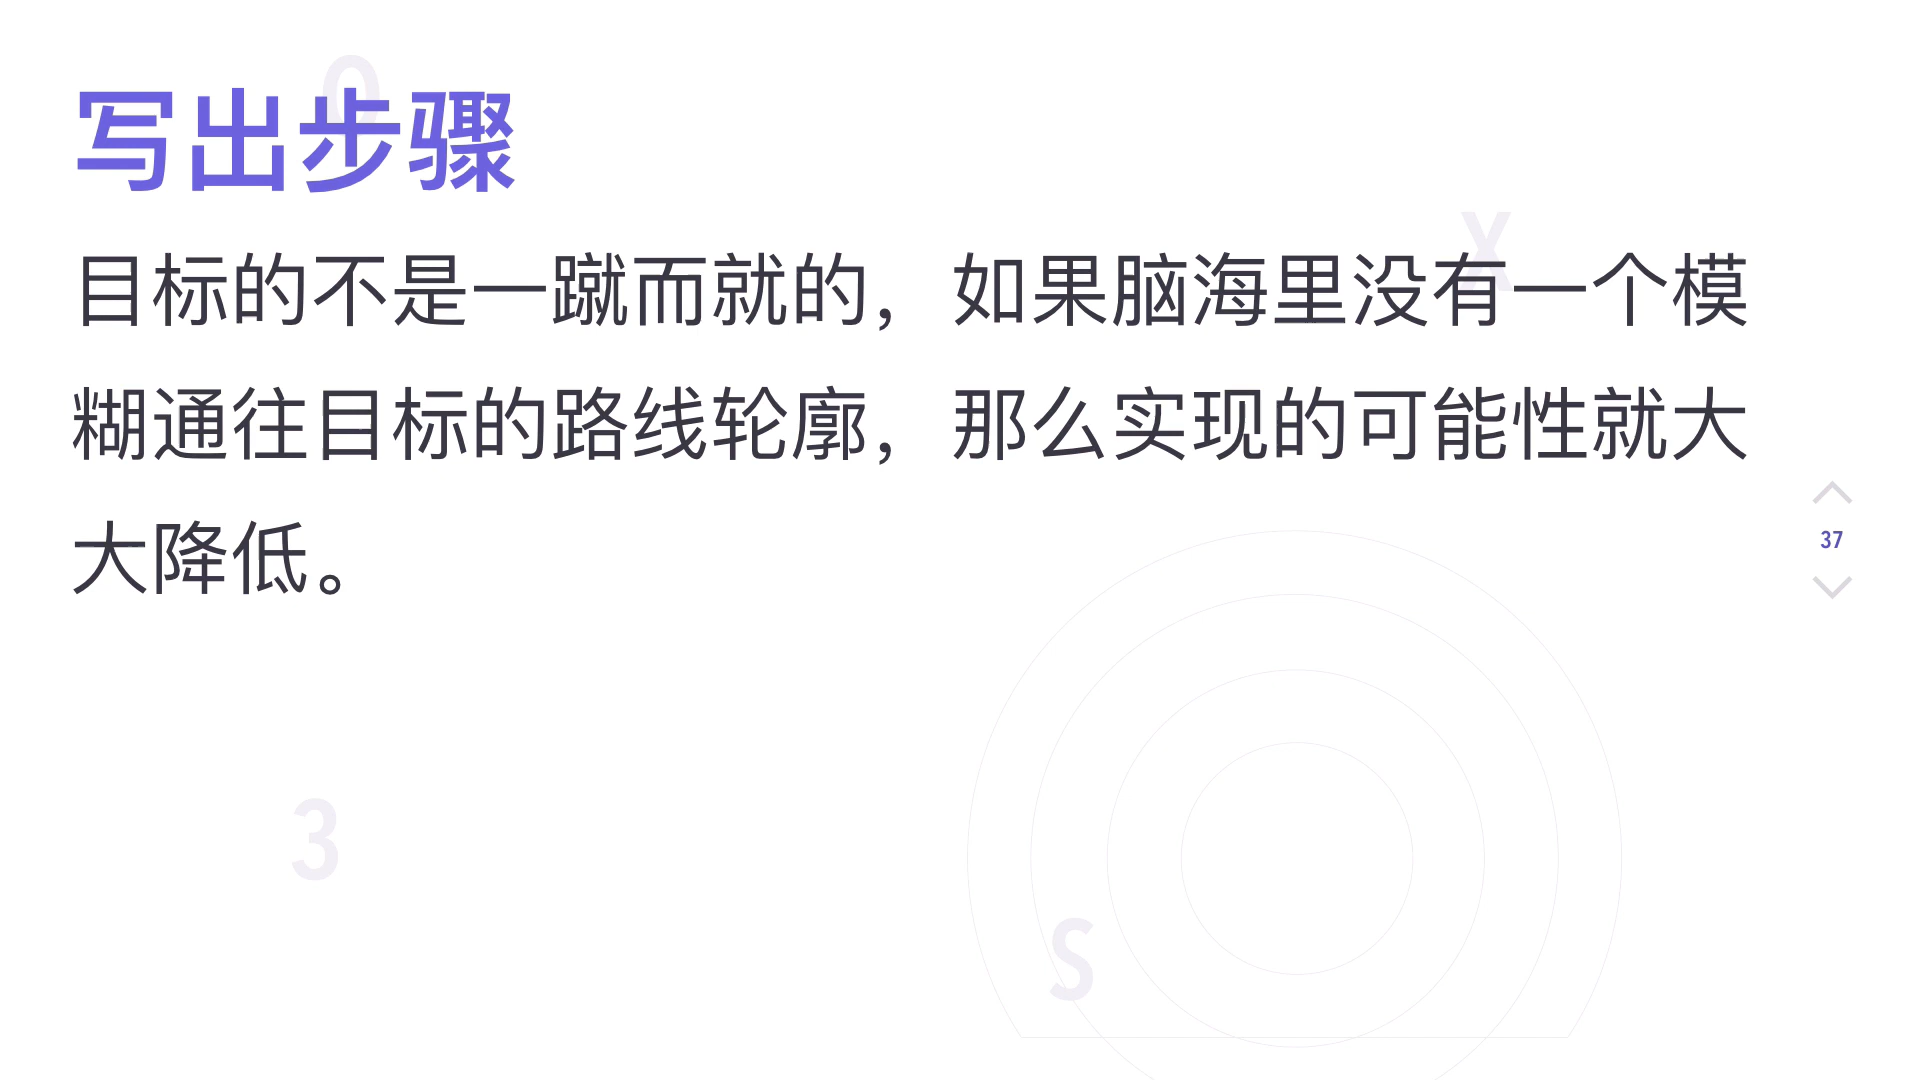 O
写出步骤
X
目标的不是一蹴而就的，如果脑海里没有一个模
糊通往目标的路线轮廓，那么实现的可能性就大
大降低。
37
3
S